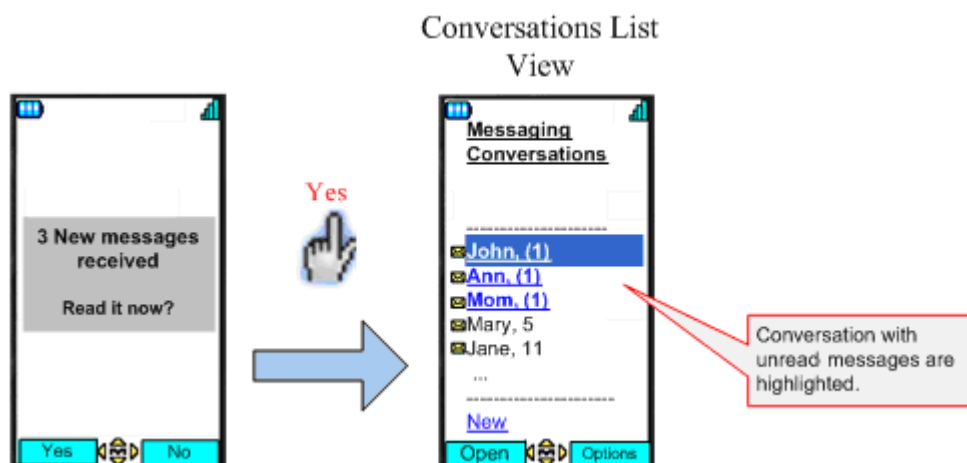 Conversations List
View
3 New messages
received
Read it now?
Yes
No
Yes
Messaging
Conversations
--------------------
John, (1)
Ann, (1)
Mom, (1)
Mary, 5
Jane, 11
...
---------------------
New
Open
Options
Conversation with
unread messages are
highlighted.